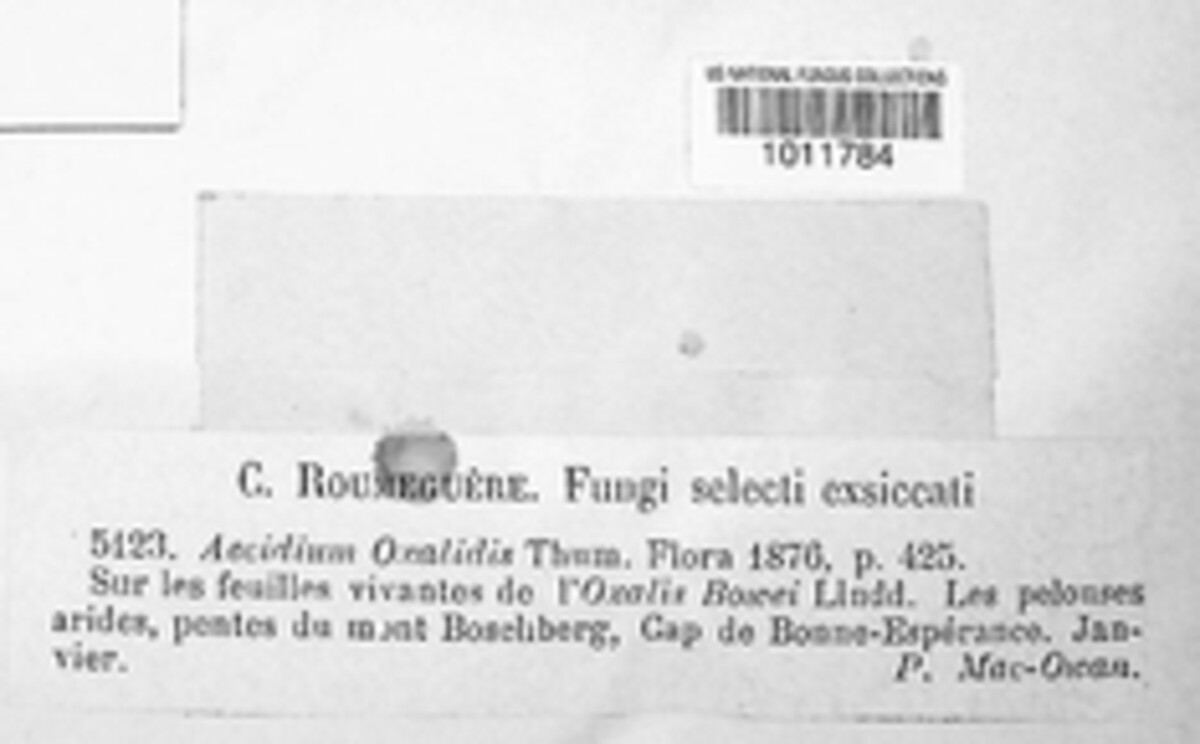 US NATIONAL FUNGUS COLLECTIONS
1011784
C. ROUMEGUÈRE. Fungi selecti exsiccati
5123. Aecidium Oxalidis Thum. Flora 1876, p. 425.
Sur les feuilles vivantes de l'Oxalis Bowei Lindd. Les pelouses
arides, pentes du mont Boschberg, Cap de Bonne-Espérance. Jan-
vier. P. Mac-Owan.